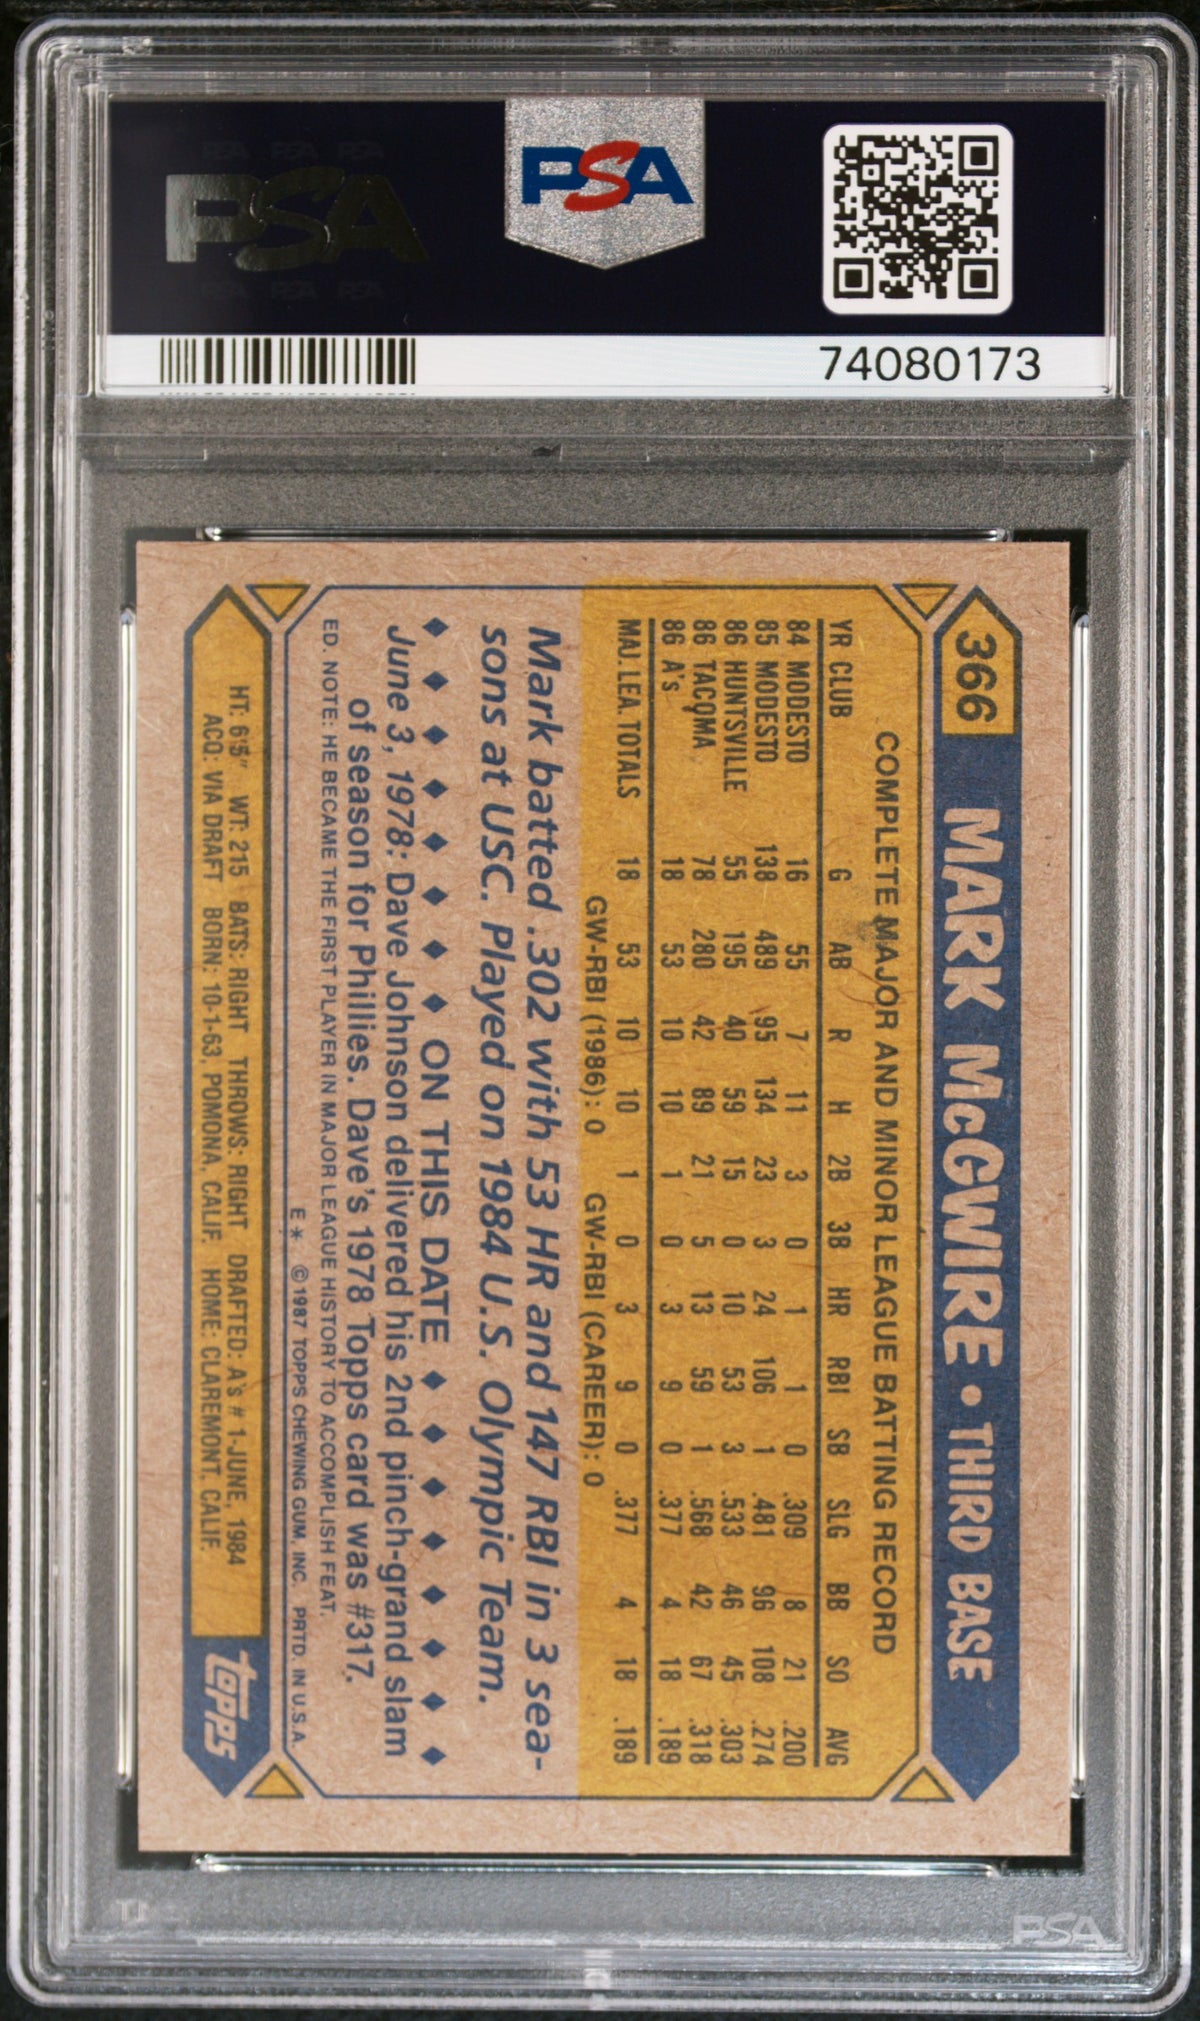 PSA
PSA
74080173
366 MARK McGWIRE • THIRD BASE
COMPLETE MAJOR AND MINOR LEAGUE BATTING RECORD
YR CLUB G AB R H 2B 3B HR RBI SB SLG BB SO AVG
84 MODESTO 16 55 7 11 3 0 1 1 0 .309 8 21 .200
85 MODESTO 138 489 95 134 23 3 24 106 1 .481 96 108 .274
86 HUNTSVILLE 55 195 40 59 15 0 10 53 3 .533 46 45 .303
86 TACOMA 78 280 42 89 21 5 13 59 1 .568 42 67 .318
86 A's 18 53 10 10 1 0 3 9 0 .377 4 18 .189
MAJ. LEA. TOTALS 18 53 10 10 1 0 3 9 0 .377 4 18 .189
GW-RBI (1986): 0 GW-RBI (CAREER): 0
Mark batted .302 with 53 HR and 147 RBI in 3 sea-
sons at USC. Played on 1984 U.S. Olympic Team.
◆ ◆ ◆ ◆ ◆ ◆ ◆ ◆ ON THIS DATE ◆ ◆ ◆ ◆ ◆ ◆ ◆ ◆
June 3, 1978: Dave Johnson delivered his 2nd pinch-grand slam
of season for Phillies. Dave's 1978 Topps card was #317.
ED. NOTE: HE BECAME THE FIRST PLAYER IN MAJOR LEAGUE HISTORY TO ACCOMPLISH FEAT.
E* ©1987 TOPPS CHEWING GUM, INC. PRTD. IN U.S.A.
HT: 6'5" WT: 215 BATS: RIGHT THROWS: RIGHT DRAFTED: A's # 1-JUNE, 1984
ACQ: VIA DRAFT BORN: 10-1-63, POMONA, CALIF. HOME: CLAREMONT, CALIF.
topps
PSA